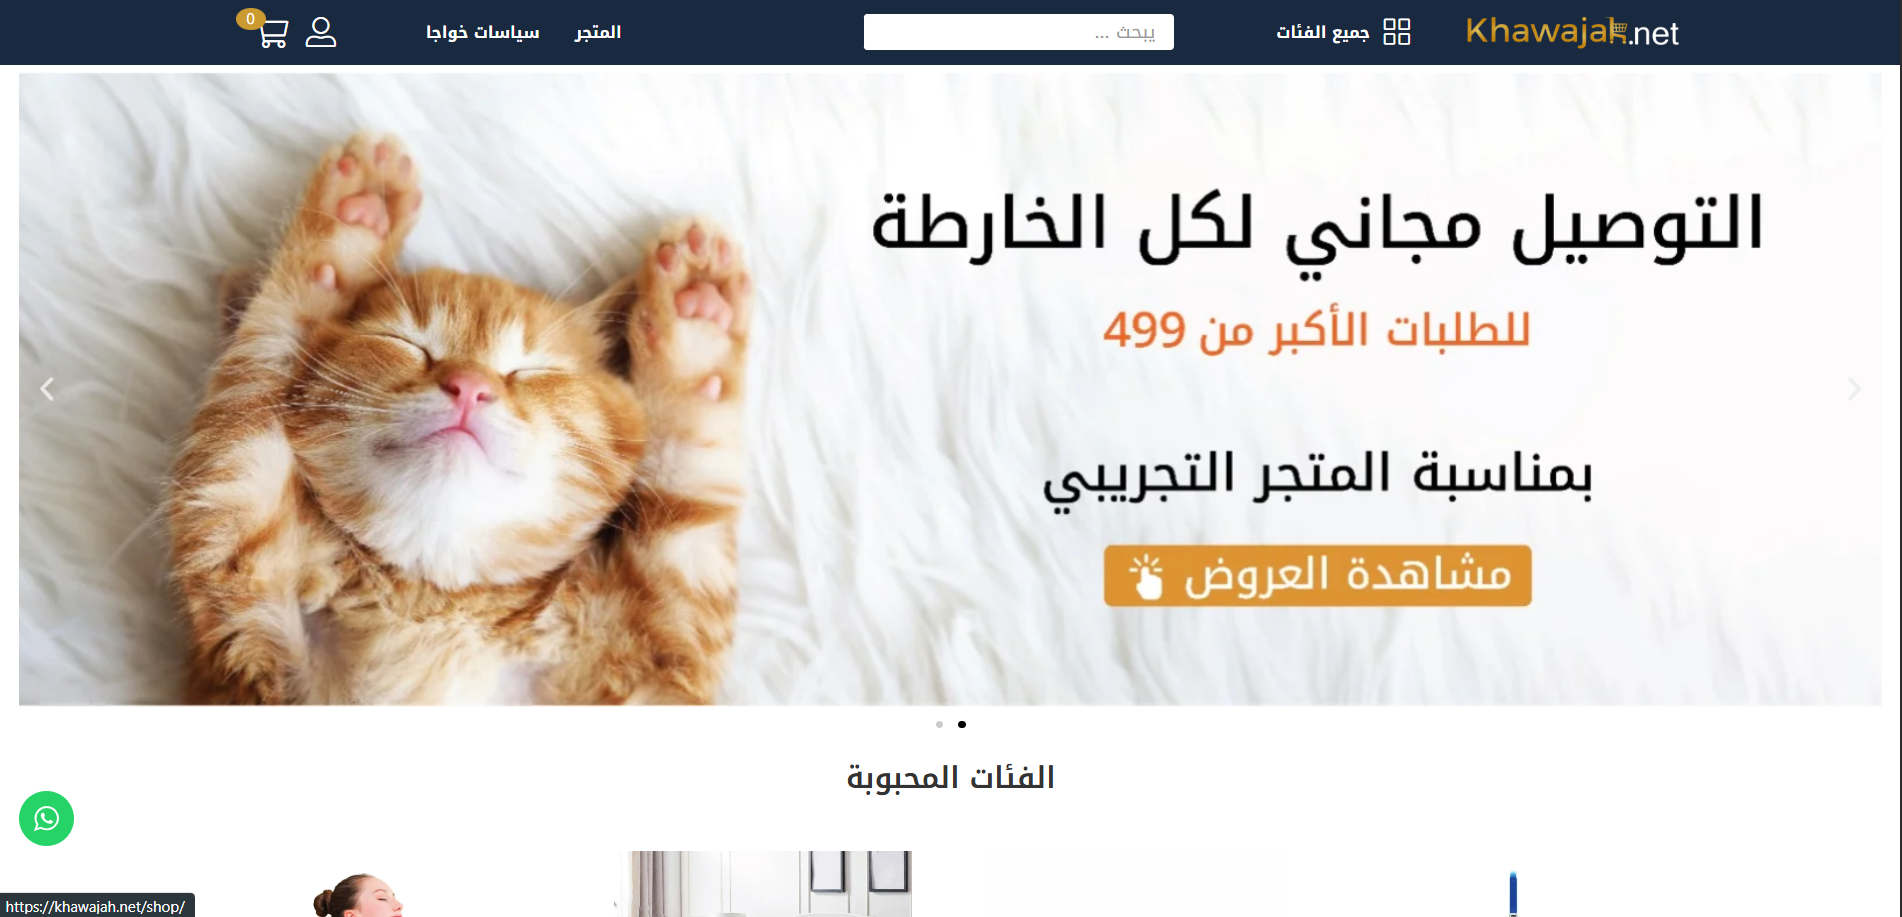 Khawajah.net
جميع الفئات
يبحث ...
المتجر
سياسات خواجا
0
التوصيل مجاني لكل الخارطة
للطلبات الأكبر من 499
بمناسبة المتجر التجريبي
مشاهدة العروض
الفئات المحبوبة
https://khawajah.net/shop/